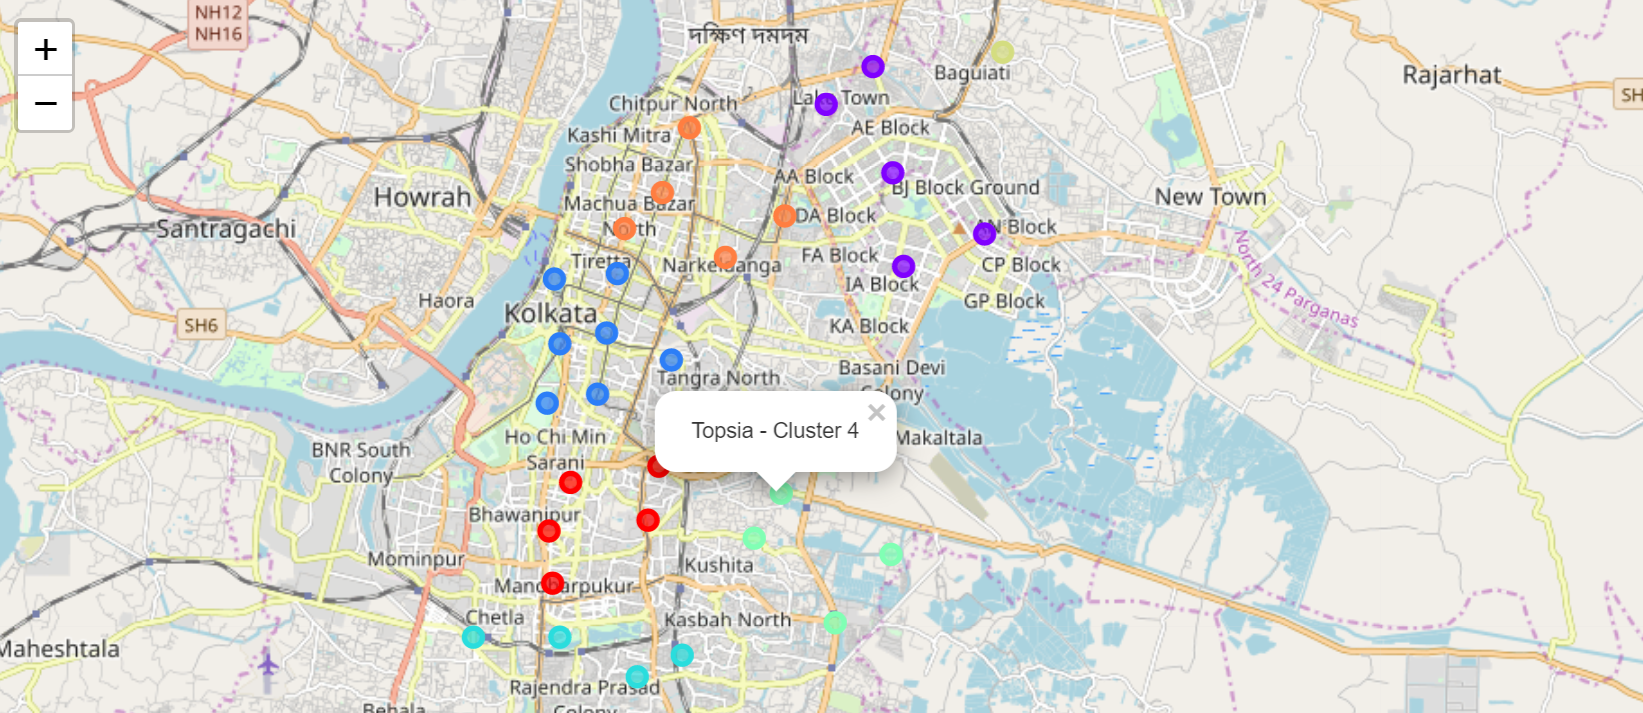 NH12
NH16
দক্ষিণ দমদম
Baguiati
Rajarhat
SH
+
−
Lake Town
Chitpur North
AE Block
Kashi Mitra
Shobha Bazar
AA Block
BJ Block Ground
New Town
Howrah
Machua Bazar
DA Block
AN Block
Santragachi
North
FA Block
CP Block
Tiretta
Narkeldanga
IA Block
North 24 Parganas
Haora
GP Block
Kolkata
SH6
KA Block
Basani Devi
Colony
Tangra North
Topsia - Cluster 4
×
Makaltala
Ho Chi Min
Sarani
BNR South
Colony
Bhawanipur
Mominpur
Kushita
Manoharpukur
Chetla
Kasbah North
Maheshtala
Rajendra Prasad
Colony
Behala